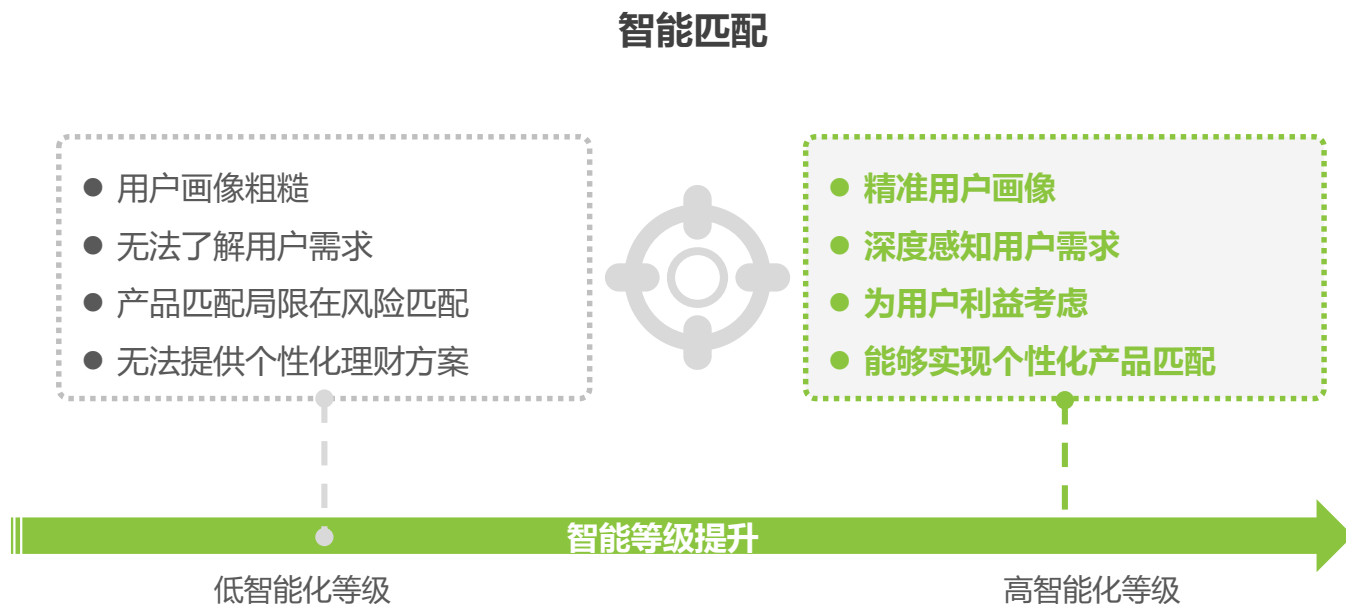 智能匹配
用户画像粗糙
无法了解用户需求
产品匹配局限在风险匹配
无法提供个性化理财方案
精准用户画像
深度感知用户需求
为用户利益考虑
能够实现个性化产品匹配
智能等级提升
低智能化等级
高智能化等级